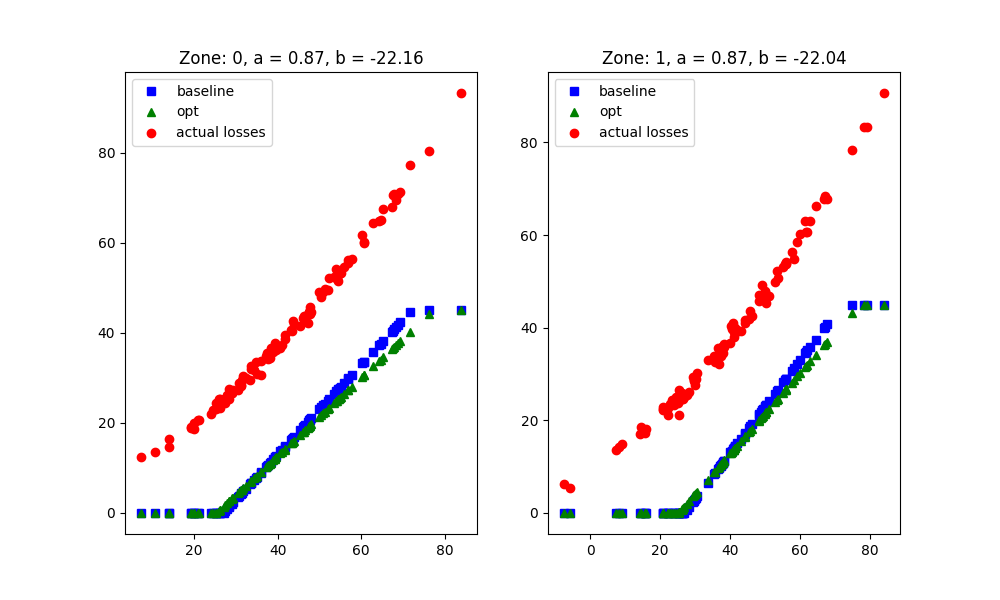 Zone: 0, a = 0.87, b = -22.16
baseline
opt
actual losses
80
60
40
20
0
20
40
60
80
Zone: 1, a = 0.87, b = -22.04
baseline
opt
actual losses
80
60
40
20
0
0
20
40
60
80